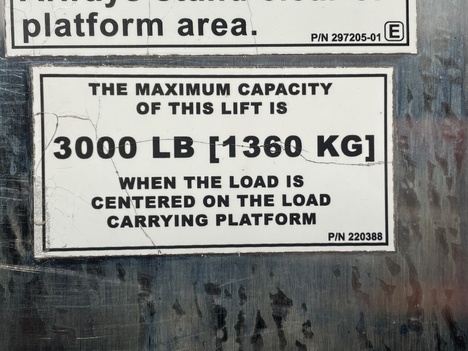 platform area.
P/N 297205-01 E
THE MAXIMUM CAPACITY
OF THIS LIFT IS
3000 LB [1360 KG]
WHEN THE LOAD IS
CENTERED ON THE LOAD
CARRYING PLATFORM
P/N 220388